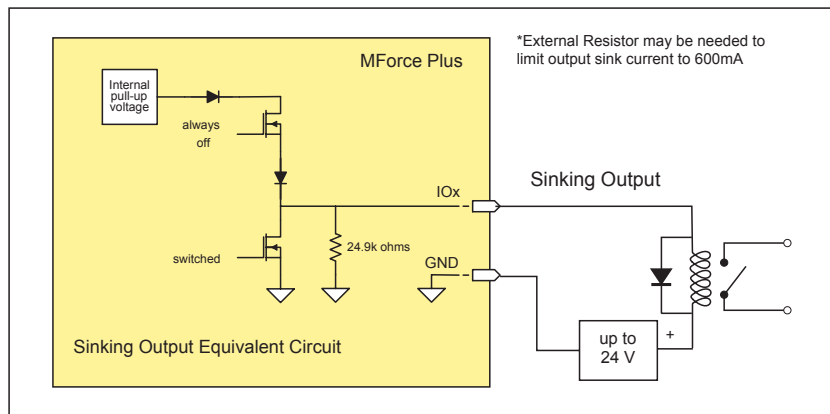 *External Resistor may be needed to
limit output sink current to 600mA
MForce Plus
Internal
pull-up
voltage
always
off
Sinking Output
IOx
24.9k ohms
switched
GND
up to
24 V
+
Sinking Output Equivalent Circuit